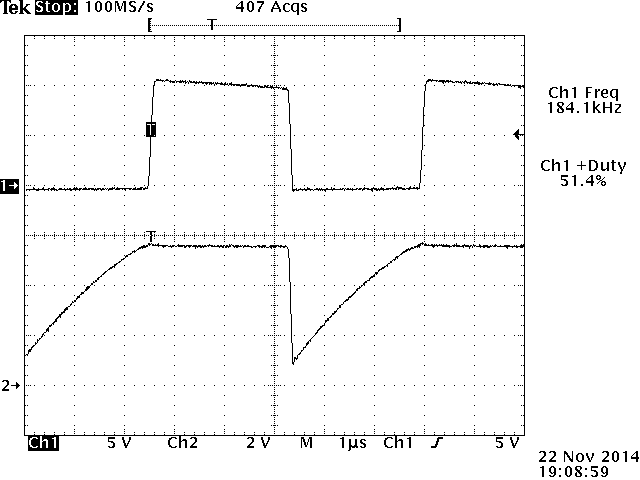 Tek Stop: 100MS/s 407 Acqs
T
Ch1 Freq
184.1kHz
T
Ch1 +Duty
51.4%
1
T
2
Ch1 5 V Ch2 2 V M 1µs Ch1 5 V
22 Nov 2014
19:08:59